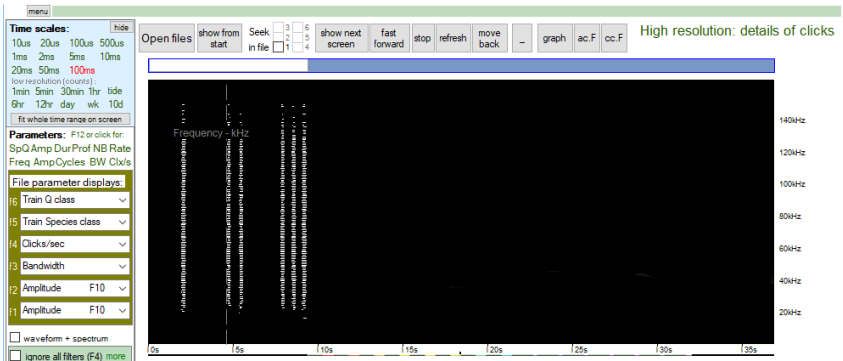 menu
Time scales: hide
10us 20us 100us 500us
1ms 2ms 5ms 10ms
20ms 50ms 100ms
low resolution (counts):
1min 5min 30min 1hr tide
6hr 12hr day wk 10d
fit whole time range on screen
Parameters: F12 or click for:
SpQ Amp Dur Prof NB Rate
Freq AmpCycles BW Clx/s
File parameter displays:
f6 Train Q class
f5 Train Species class
f4 Clicks/sec
f3 Bandwidth
f2 Amplitude F10
f1 Amplitude F10
waveform + spectrum
ignore all filters (F4) more
Open files
show from
start
Seek
in file
3 6
2 5
1 4
show next
screen
fast
forward
stop
refresh
move
back
_
graph
ac.F
cc.F
High resolution: details of clicks
Frequency - kHz
140kHz
120kHz
100kHz
80kHz
60kHz
40kHz
20kHz
0s 5s 10s 15s 20s 25s 30s 35s